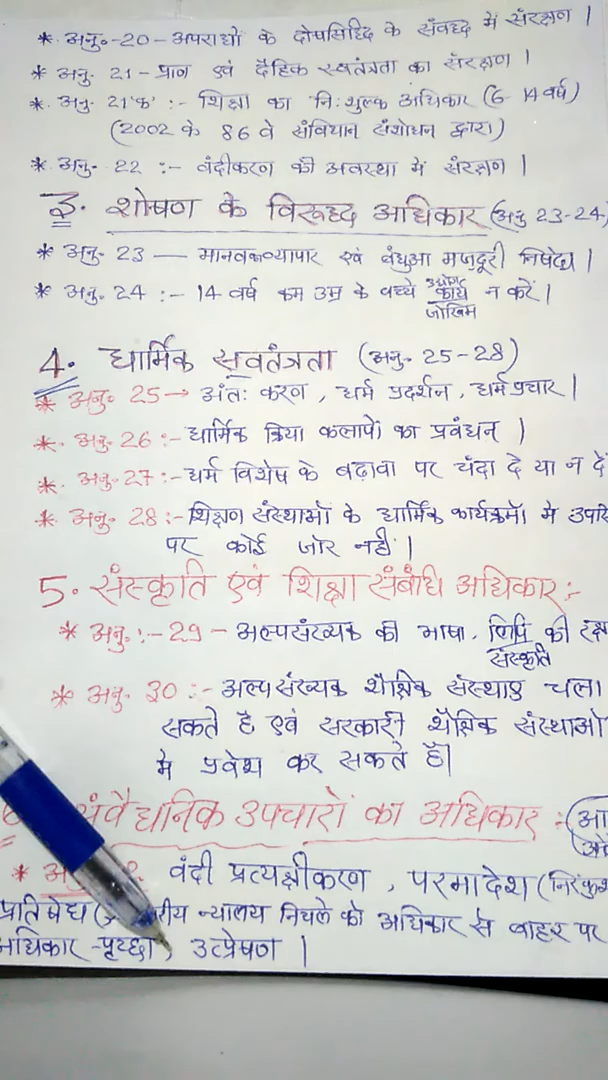 * अनु०-20 - अपराधों के दोषसिद्धि के संबद्ध में संरक्षण |
* अनु. 21 - प्राण एवं दैहिक स्वतंत्रता का संरक्षण |
* अनु. 21'क' :- शिक्षा का नि:शुल्क अधिकार (6-14 वर्ष)
(2002 के 86 वे संविधान संशोधन द्वारा)
* अनु. 22 :- बंदीकरण की अवस्था में संरक्षण |
3. शोषण के विरुद्ध अधिकार (अनु 23-24)
* अनु. 23 — मानव व्यापार एवं बंधुआ मजदूरी निषेध |
* अनु. 24 :- 14 वर्ष कम उम्र के बच्चे उद्योग कार्य न करें |
जोखिम
4. धार्मिक स्वतंत्रता (अनु. 25-28)
* अनु० 25 → अंतः करण , धर्म प्रदर्शन , धर्म प्रचार |
* अनु. 26 :- धार्मिक क्रिया कलापों का प्रबंधन |
* अनु. 27 :- धर्म विशेष के बढ़ावा पर चंदा दे या न दें
* अनु० 28 :- शिक्षण संस्थाओं के धार्मिक कार्यक्रमों मे
पर कोई जोर नहीं |
5. संस्कृति एवं शिक्षा संबंधि अधिकार :-
* अनु. :- 29 - अल्पसंख्यक की भाषा, लिपि की
संस्कृति
* अनु. 30 :- अल्पसंख्यक शैक्षिक संस्थाए चला
सकते है एवं सरकारी शैक्षिक संस्थाओं
मे प्रवेश कर सकते है|
संवैधानिक उपचारों का अधिकार :-
* बंदी प्रत्यक्षीकरण , परमादेश
प्रतिषेध न्यालय निचले को अधिकार से बाहर पर
अधिकार-पृच्छा, उत्प्रेषण |